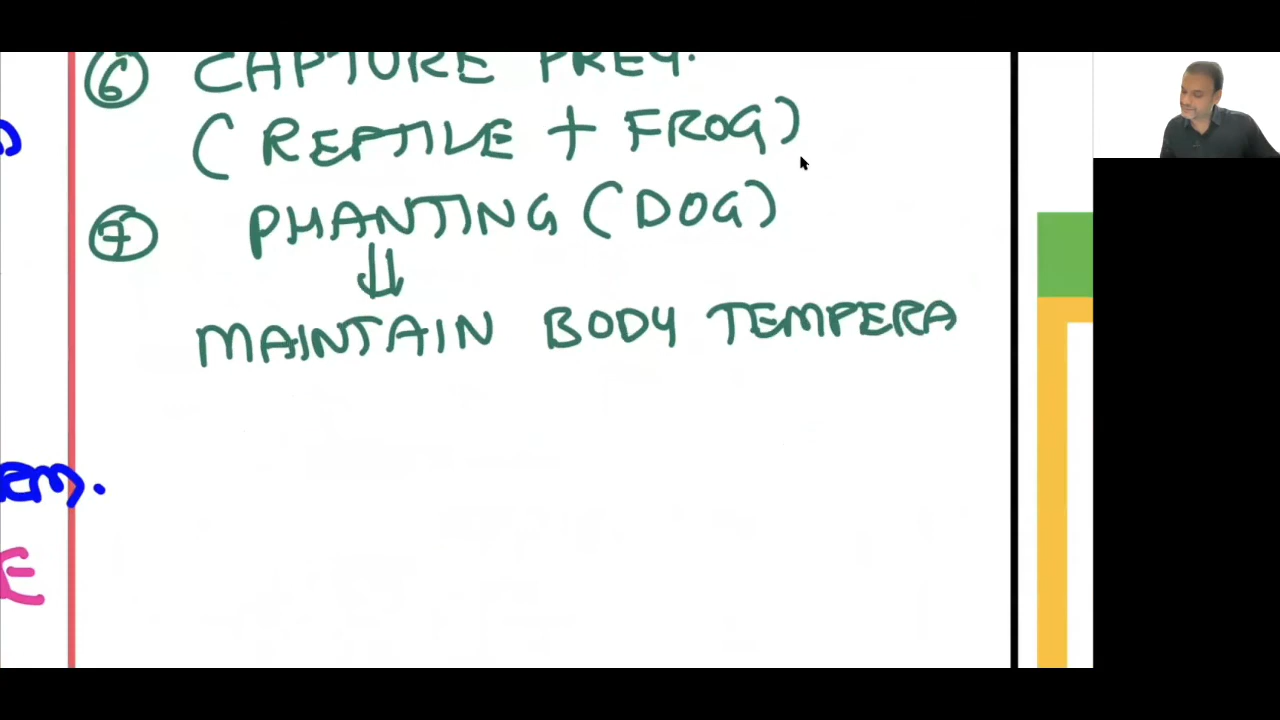 6 CAPTURE PREY.
(REPTILE + FROG)
7 PHANTING (DOG)
⇓
MAINTAIN BODY TEMPERA
em.
E